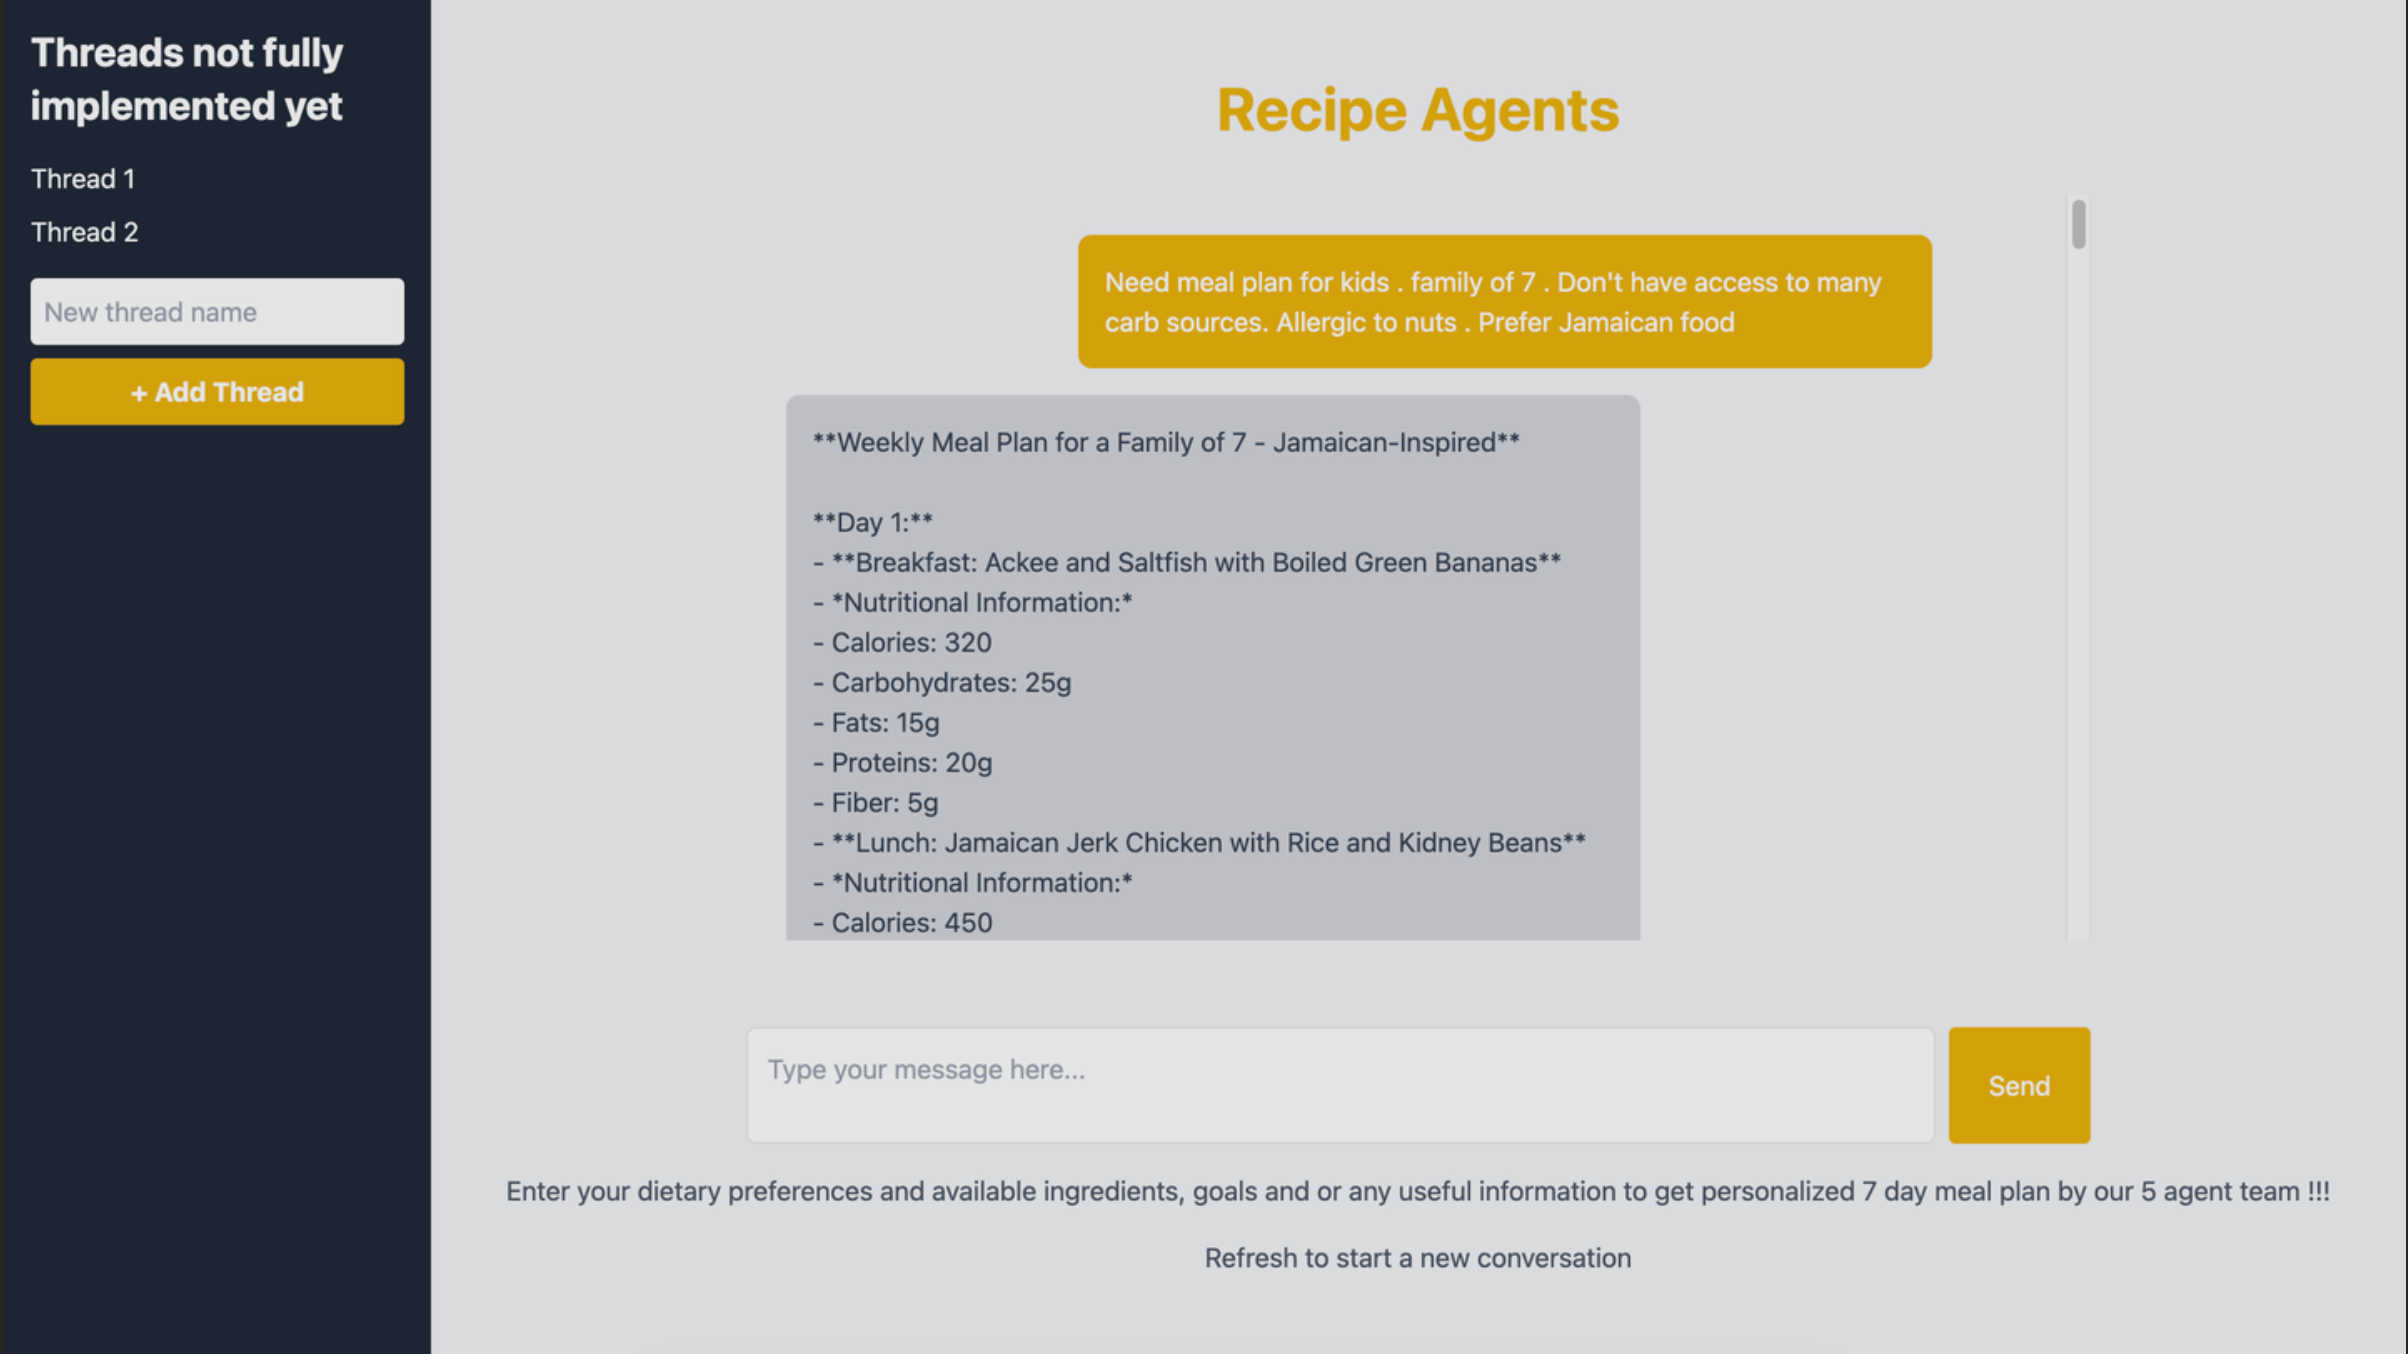 Threads not fully
implemented yet
Thread 1
Thread 2
New thread name
+ Add Thread
Recipe Agents
Need meal plan for kids . family of 7 . Don't have access to many
carb sources. Allergic to nuts . Prefer Jamaican food
**Weekly Meal Plan for a Family of 7 - Jamaican-Inspired**
**Day 1:**
- **Breakfast: Ackee and Saltfish with Boiled Green Bananas**
- *Nutritional Information:*
- Calories: 320
- Carbohydrates: 25g
- Fats: 15g
- Proteins: 20g
- Fiber: 5g
- **Lunch: Jamaican Jerk Chicken with Rice and Kidney Beans**
- *Nutritional Information:*
- Calories: 450
Type your message here...
Send
Enter your dietary preferences and available ingredients, goals and or any useful information to get personalized 7 day meal plan by our 5 agent team !!!
Refresh to start a new conversation